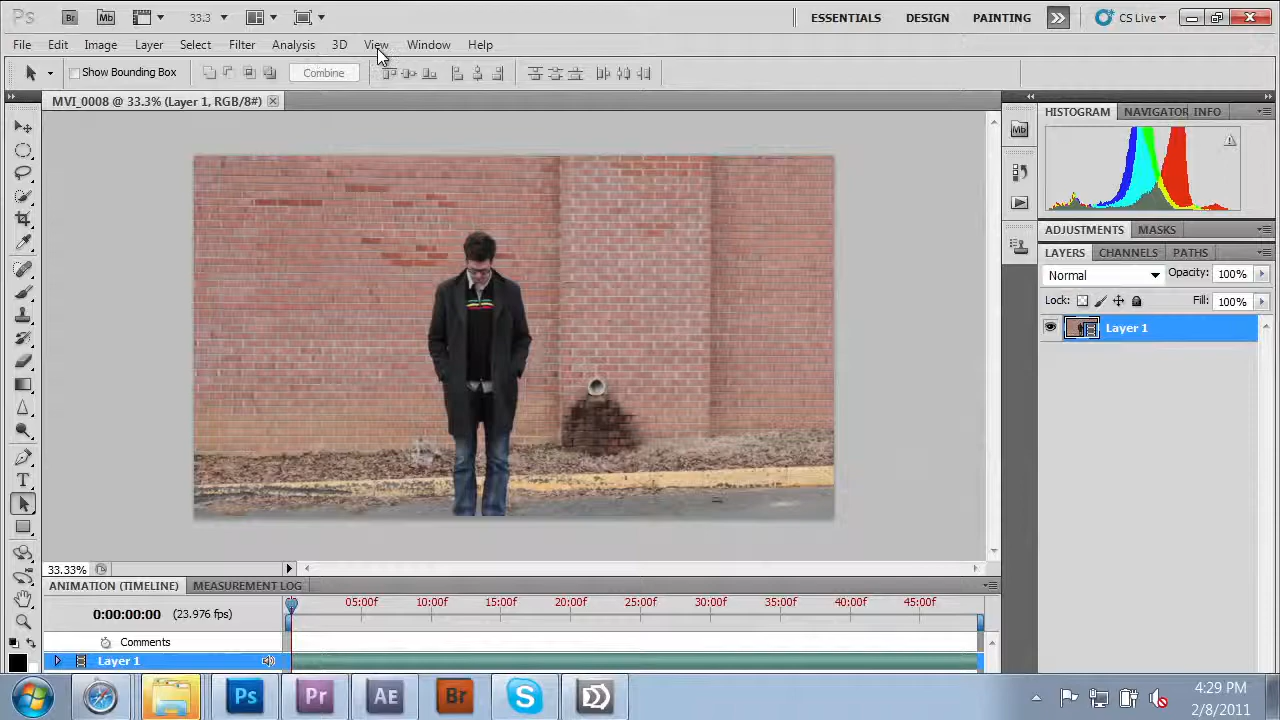 Ps Br Mb 33.3 ESSENTIALS DESIGN PAINTING CS Live
File Edit Image Layer Select Filter Analysis 3D View Window Help
Show Bounding Box Combine
MVI_0008 @ 33.3% (Layer 1, RGB/8#)
HISTOGRAM NAVIGATOR INFO
Mb
ADJUSTMENTS MASKS
LAYERS CHANNELS PATHS
Normal Opacity: 100%
Lock: Fill: 100%
Layer 1
T
33.33%
ANIMATION (TIMELINE) MEASUREMENT LOG
0:00:00:00 (23.976 fps) 05:00f 10:00f 15:00f 20:00f 25:00f 30:00f 35:00f 40:00f 45:00f
Comments
Layer 1
Ps Pr AE Br S
4:29 PM
2/8/2011